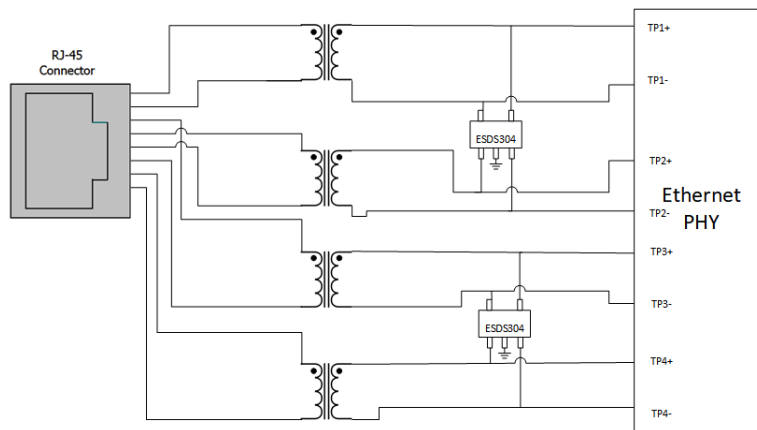 RJ-45
Connector
TP1+
TP1-
ESDS304
TP2+
Ethernet
PHY
TP2-
TP3+
TP3-
ESDS304
TP4+
TP4-